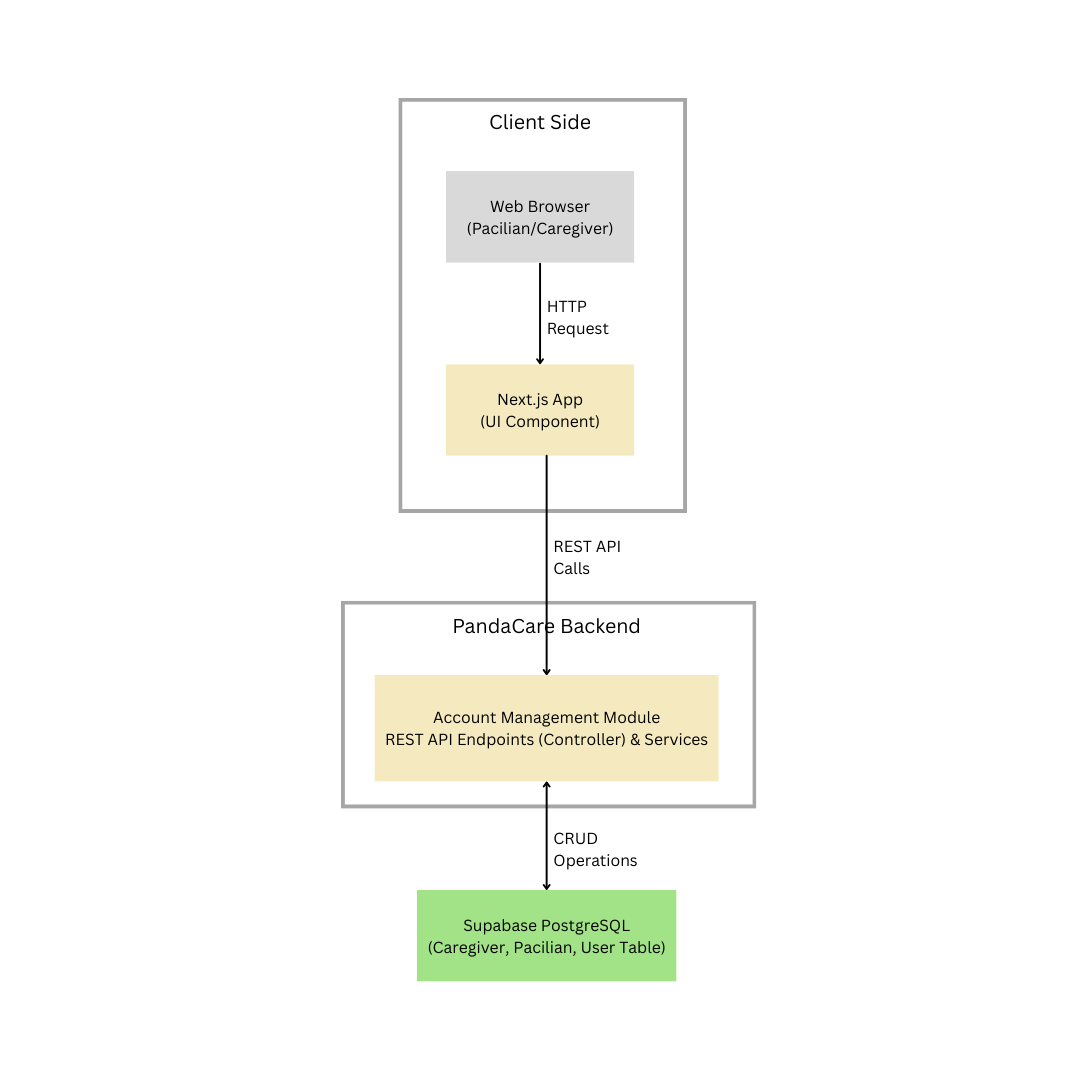 Client Side
Web Browser
(Pacilian/Caregiver)
HTTP
Request
Next.js App
(UI Component)
REST API
Calls
PandaCare Backend
Account Management Module
REST API Endpoints (Controller) & Services
CRUD
Operations
Supabase PostgreSQL
(Caregiver, Pacilian, User Table)